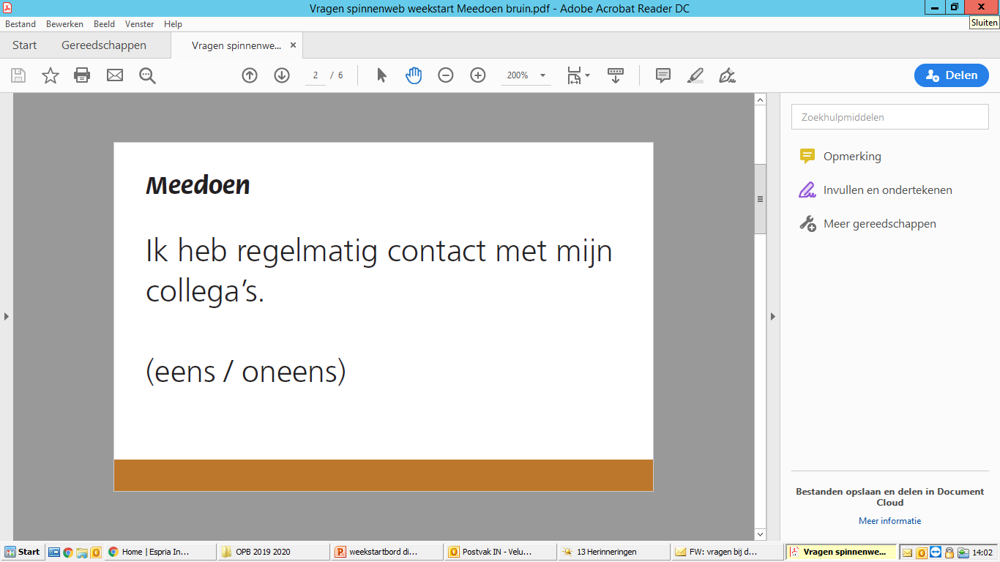 Vragen spinnenweb weekstart Meedoen bruin.pdf - Adobe Acrobat Reader DC
Sluiten
Bestand Bewerken Beeld Venster Help
Start Gereedschappen Vragen spinnenwe... ×
2 / 6 200% Delen
Zoekhulpmiddelen
Opmerking
Invullen en ondertekenen
Meer gereedschappen
Meedoen
Ik heb regelmatig contact met mijn
collega’s.
(eens / oneens)
Bestanden opslaan en delen in Document
Cloud
Meer informatie
Start Home | Espria In... OPB 2019 2020 weekstartbord di... Postvak IN - Velu... 13 Herinneringen FW: vragen bij d... Vragen spinnenwe... 14:02